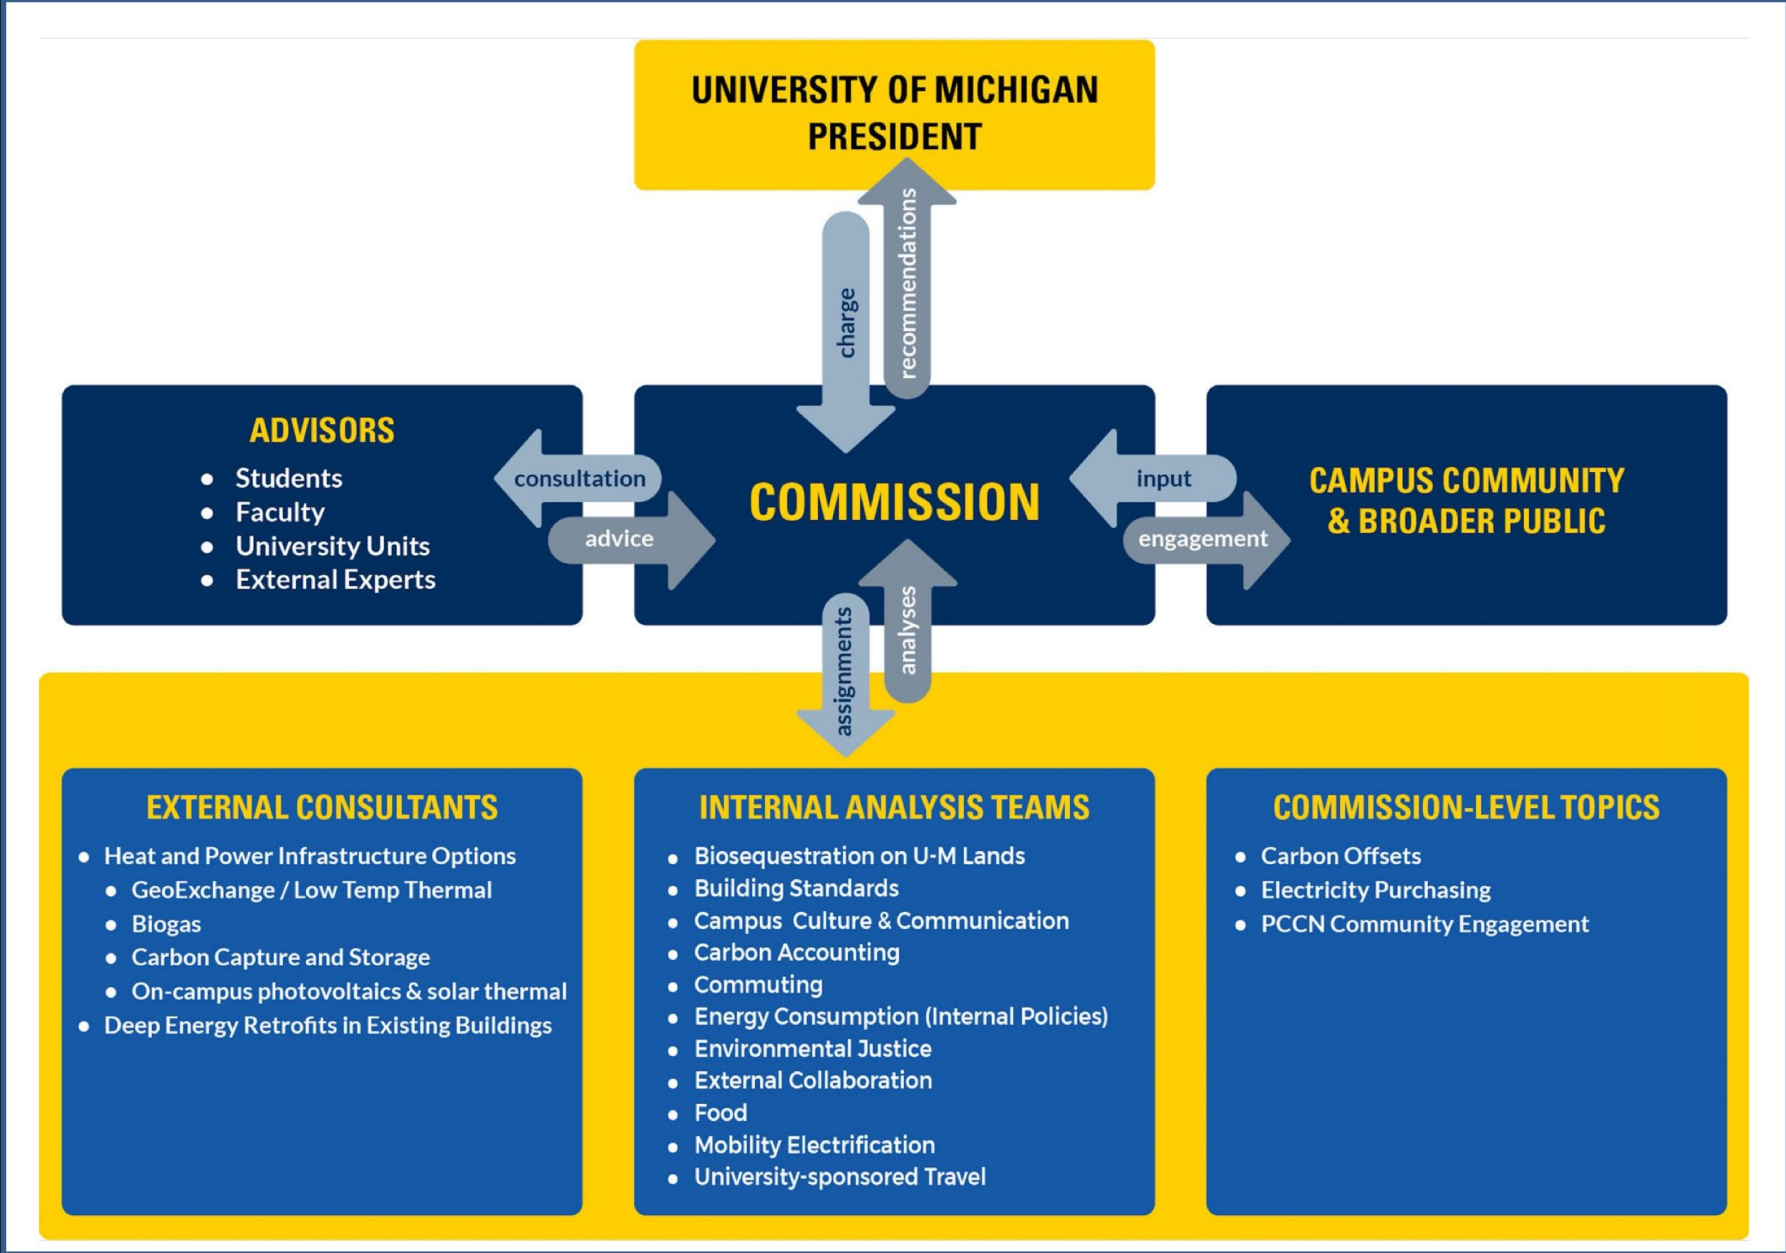 UNIVERSITY OF MICHIGAN
PRESIDENT
charge
recommendations
ADVISORS
• Students
• Faculty
• University Units
• External Experts
consultation
advice
COMMISSION
input
engagement
CAMPUS COMMUNITY
& BROADER PUBLIC
assignments
analyses
EXTERNAL CONSULTANTS
• Heat and Power Infrastructure Options
• GeoExchange / Low Temp Thermal
• Biogas
• Carbon Capture and Storage
• On-campus photovoltaics & solar thermal
• Deep Energy Retrofits in Existing Buildings
INTERNAL ANALYSIS TEAMS
• Biosequestration on U-M Lands
• Building Standards
• Campus Culture & Communication
• Carbon Accounting
• Commuting
• Energy Consumption (Internal Policies)
• Environmental Justice
• External Collaboration
• Food
• Mobility Electrification
• University-sponsored Travel
COMMISSION-LEVEL TOPICS
• Carbon Offsets
• Electricity Purchasing
• PCCN Community Engagement